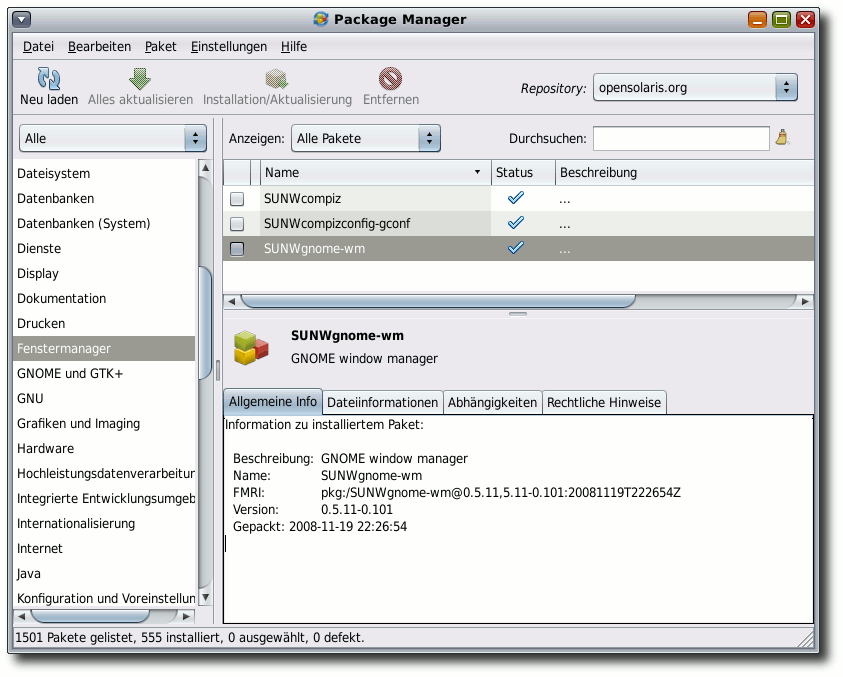 Package Manager
Datei Bearbeiten Paket Einstellungen Hilfe
Neu laden Alles aktualisieren Installation/Aktualisierung Entfernen Repository: opensolaris.org
Alle
Anzeigen: Alle Pakete Durchsuchen:
Dateisystem
Datenbanken
Datenbanken (System)
Dienste
Display
Dokumentation
Drucken
Fenstermanager
GNOME und GTK+
GNU
Grafiken und Imaging
Hardware
Hochleistungsdatenverarbeitur
Integrierte Entwicklungsumgeb
Internationalisierung
Internet
Java
Konfiguration und Voreinstellur
Name Status Beschreibung
SUNWcompiz ...
SUNWcompizconfig-gconf ...
SUNWgnome-wm ...
SUNWgnome-wm
GNOME window manager
Allgemeine Info Dateiinformationen Abhängigkeiten Rechtliche Hinweise
Information zu installiertem Paket:
Beschreibung: GNOME window manager
Name: SUNWgnome-wm
FMRI: pkg:/SUNWgnome-wm@0.5.11,5.11-0.101:20081119T222654Z
Version: 0.5.11-0.101
Gepackt: 2008-11-19 22:26:54
1501 Pakete gelistet, 555 installiert, 0 ausgewählt, 0 defekt.